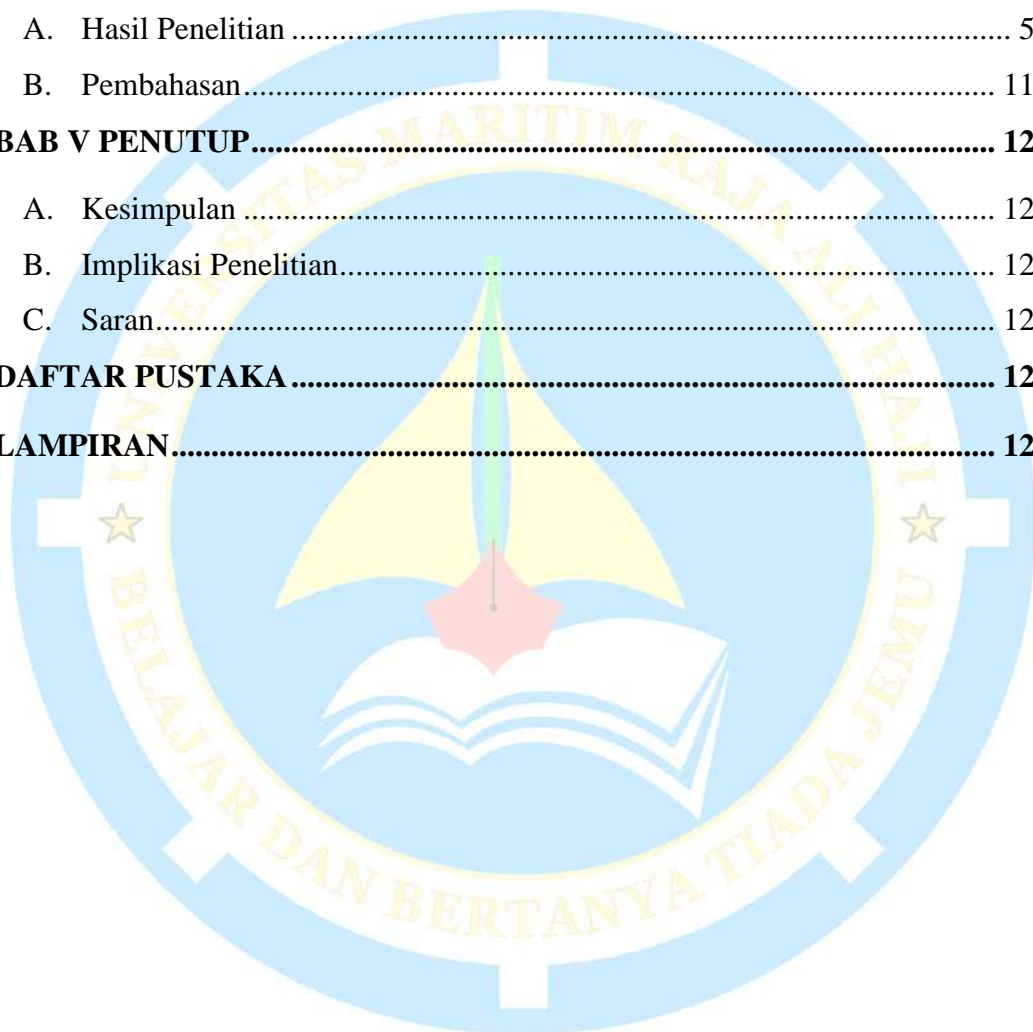 A. Hasil Penelitian ............................................................................................. 5
B. Pembahasan................................................................................................. 11
BAB V PENUTUP............................................................................................... 12
A. Kesimpulan ................................................................................................. 12
B. Implikasi Penelitian..................................................................................... 12
C. Saran............................................................................................................ 12
DAFTAR PUSTAKA.......................................................................................... 12
LAMPIRAN......................................................................................................... 12
UNIVERSITAS MARITIM RAJA ALI HAJI
BELAJAR DAN BERTANYA TIADA JEMU